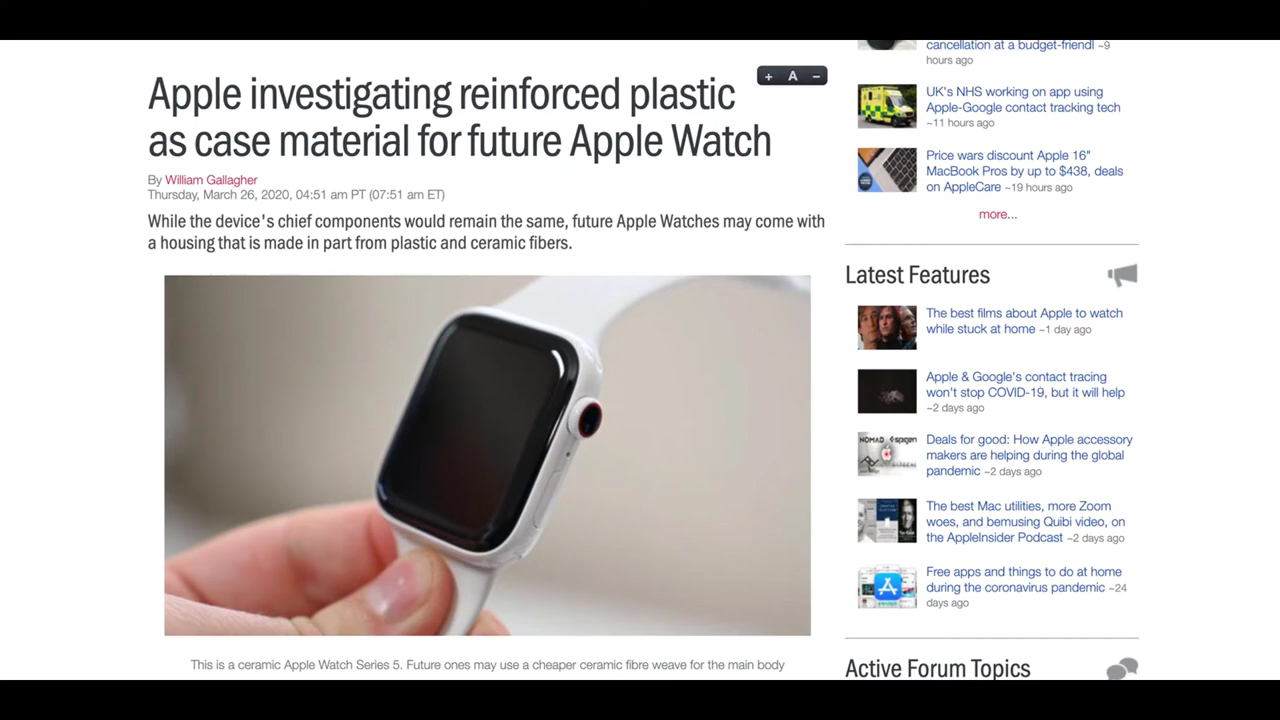 Apple investigating reinforced plastic
as case material for future Apple Watch
+ A −
By William Gallagher
Thursday, March 26, 2020, 04:51 am PT (07:51 am ET)
While the device's chief components would remain the same, future Apple Watches may come with
a housing that is made in part from plastic and ceramic fibers.
This is a ceramic Apple Watch Series 5. Future ones may use a cheaper ceramic fibre weave for the main body
cancellation at a budget-friendl ~9
hours ago
UK's NHS working on app using
Apple-Google contact tracking tech
~11 hours ago
Price wars discount Apple 16"
MacBook Pros by up to $438, deals
on AppleCare ~19 hours ago
more...
Latest Features
The best films about Apple to watch
while stuck at home ~1 day ago
Apple & Google's contact tracing
won't stop COVID-19, but it will help
~2 days ago
NOMAD spigen
Deals for good: How Apple accessory
makers are helping during the global
pandemic ~2 days ago
The best Mac utilities, more Zoom
woes, and bemusing Quibi video, on
the AppleInsider Podcast ~2 days ago
Free apps and things to do at home
during the coronavirus pandemic ~24
days ago
Active Forum Topics